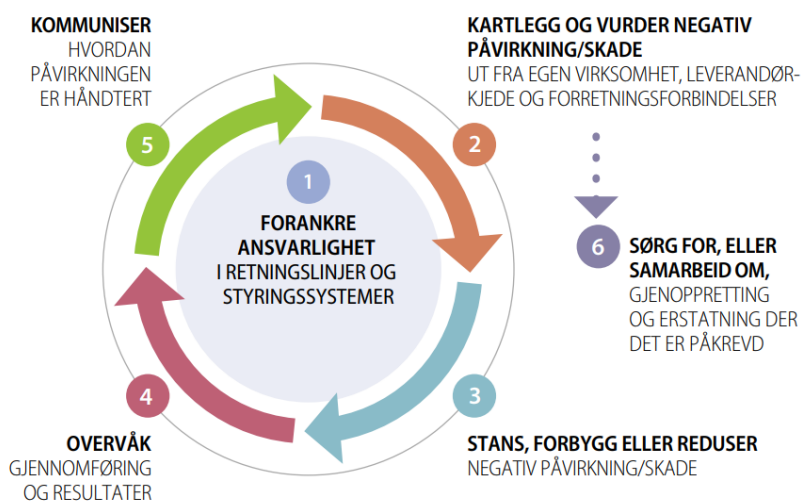 1
FORANKRE
ANSVARLIGHET
I RETNINGSLINJER OG
STYRINGSSYSTEMER
KARTLEGG OG VURDER NEGATIV
PÅVIRKNING/SKADE
UT FRA EGEN VIRKSOMHET, LEVERANDØR-
KJEDE OG FORRETNINGSFORBINDELSER
2
3
STANS, FORBYGG ELLER REDUSER
NEGATIV PÅVIRKNING/SKADE
4
OVERVÅK
GJENNOMFØRING
OG RESULTATER
KOMMUNISER
HVORDAN
PÅVIRKNINGEN
ER HÅNDTERT
5
6
SØRG FOR, ELLER
SAMARBEID OM,
GJENOPPRETTING
OG ERSTATNING DER
DET ER PÅKREVD